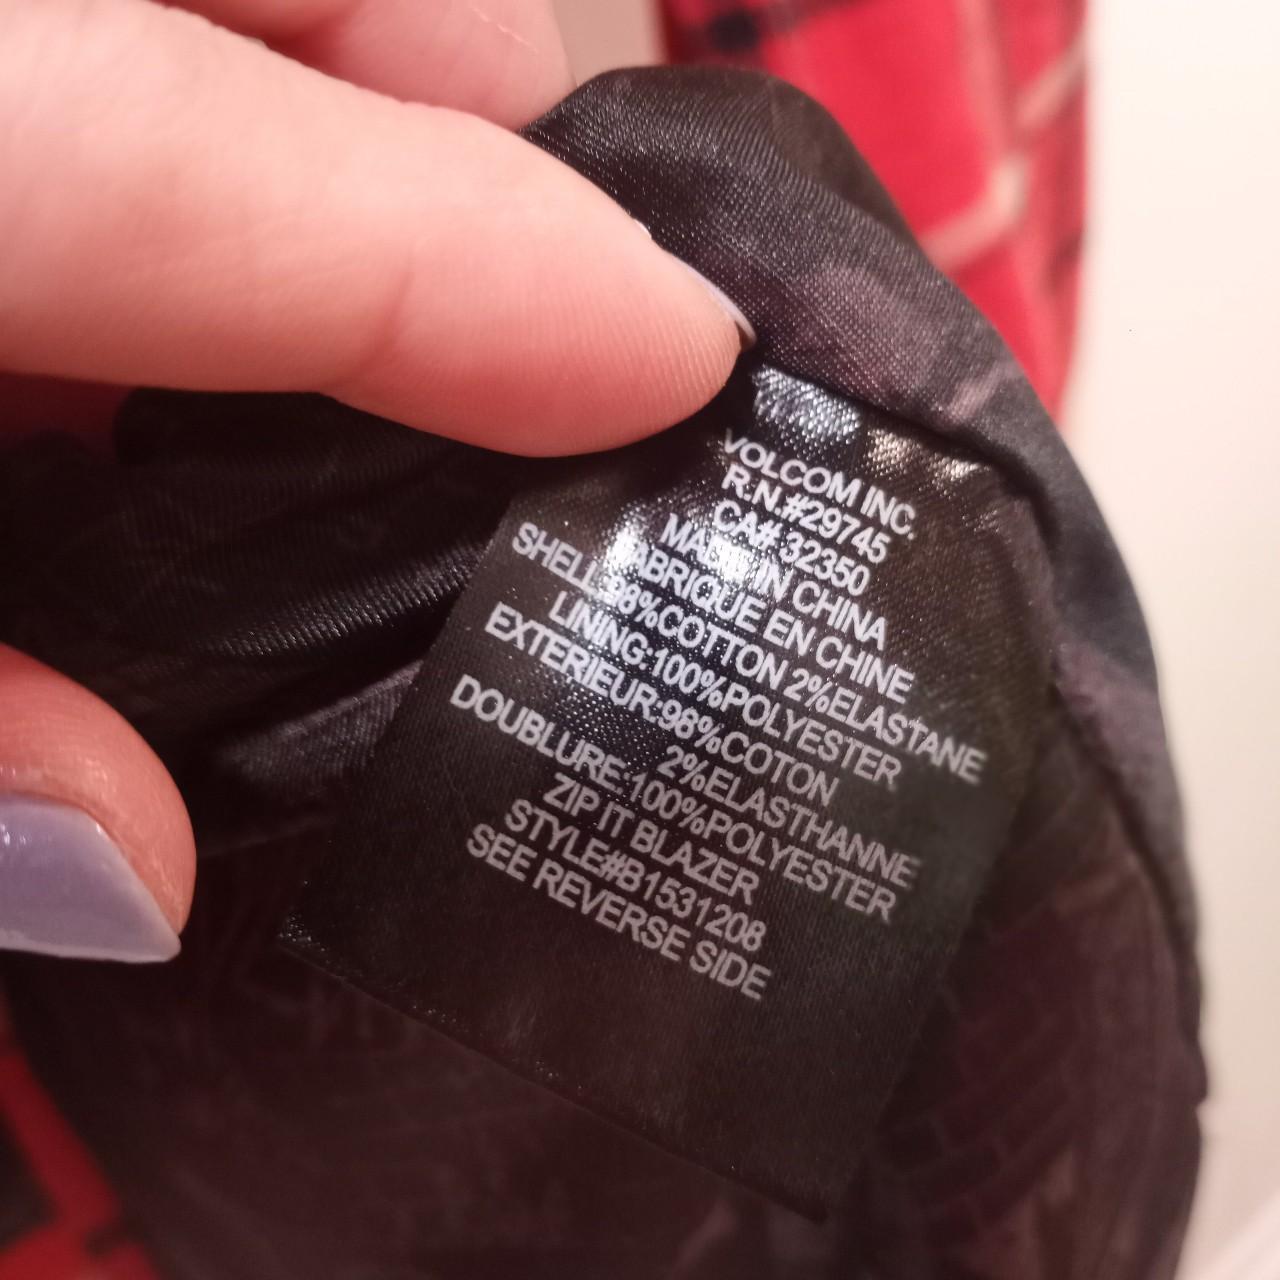 VOLCOM INC.
R.N.#29745
CA# 32350
MADE IN CHINA
FABRIQUE EN CHINE
SHELL:98%COTTON 2%ELASTANE
LINING:100%POLYESTER
EXTERIEUR:98%COTON
2%ELASTHANNE
DOUBLURE:100%POLYESTER
ZIP IT BLAZER
STYLE#B1531208
SEE REVERSE SIDE